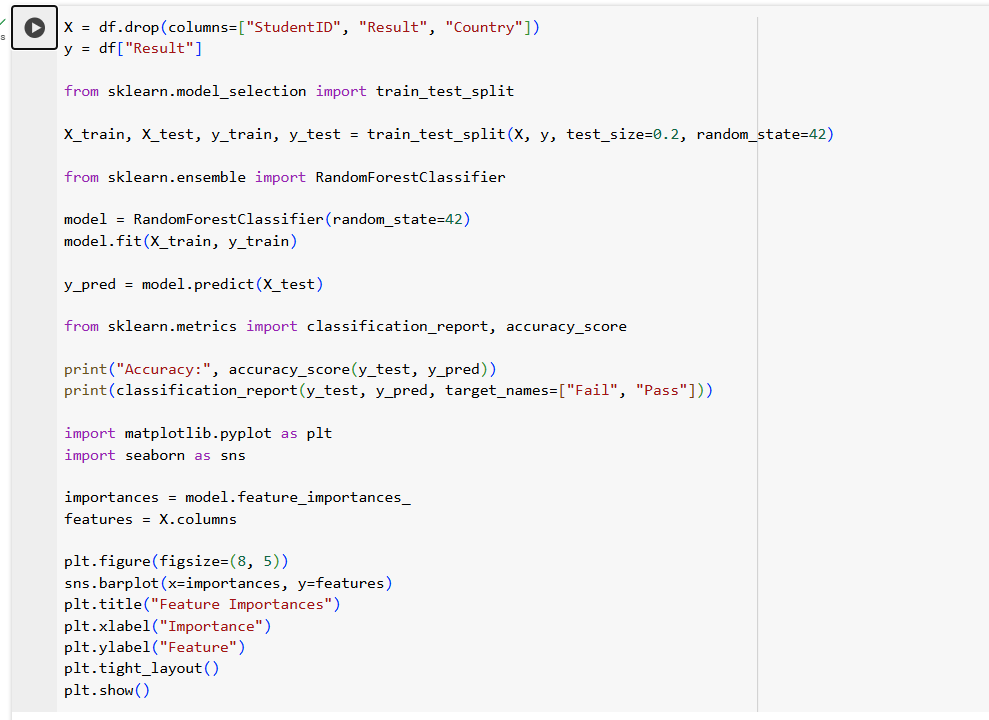 X = df.drop(columns=["StudentID", "Result", "Country"])
y = df["Result"]
from sklearn.model_selection import train_test_split
X_train, X_test, y_train, y_test = train_test_split(X, y, test_size=0.2, random_state=42)
from sklearn.ensemble import RandomForestClassifier
model = RandomForestClassifier(random_state=42)
model.fit(X_train, y_train)
y_pred = model.predict(X_test)
from sklearn.metrics import classification_report, accuracy_score
print("Accuracy:", accuracy_score(y_test, y_pred))
print(classification_report(y_test, y_pred, target_names=["Fail", "Pass"]))
import matplotlib.pyplot as plt
import seaborn as sns
importances = model.feature_importances_
features = X.columns
plt.figure(figsize=(8, 5))
sns.barplot(x=importances, y=features)
plt.title("Feature Importances")
plt.xlabel("Importance")
plt.ylabel("Feature")
plt.tight_layout()
plt.show()